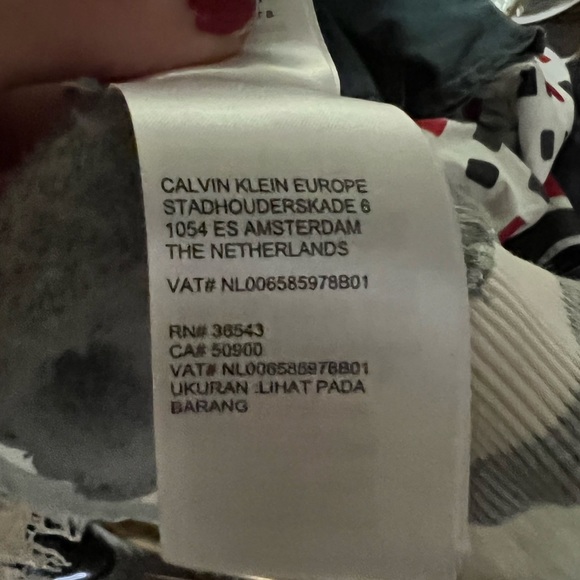 CALVIN KLEIN EUROPE
STADHOUDERSKADE 6
1054 ES AMSTERDAM
THE NETHERLANDS
VAT# NL006585978B01
RN# 36543
CA# 50900
VAT# NL006585978B01
UKURAN :LIHAT PADA
BARANG